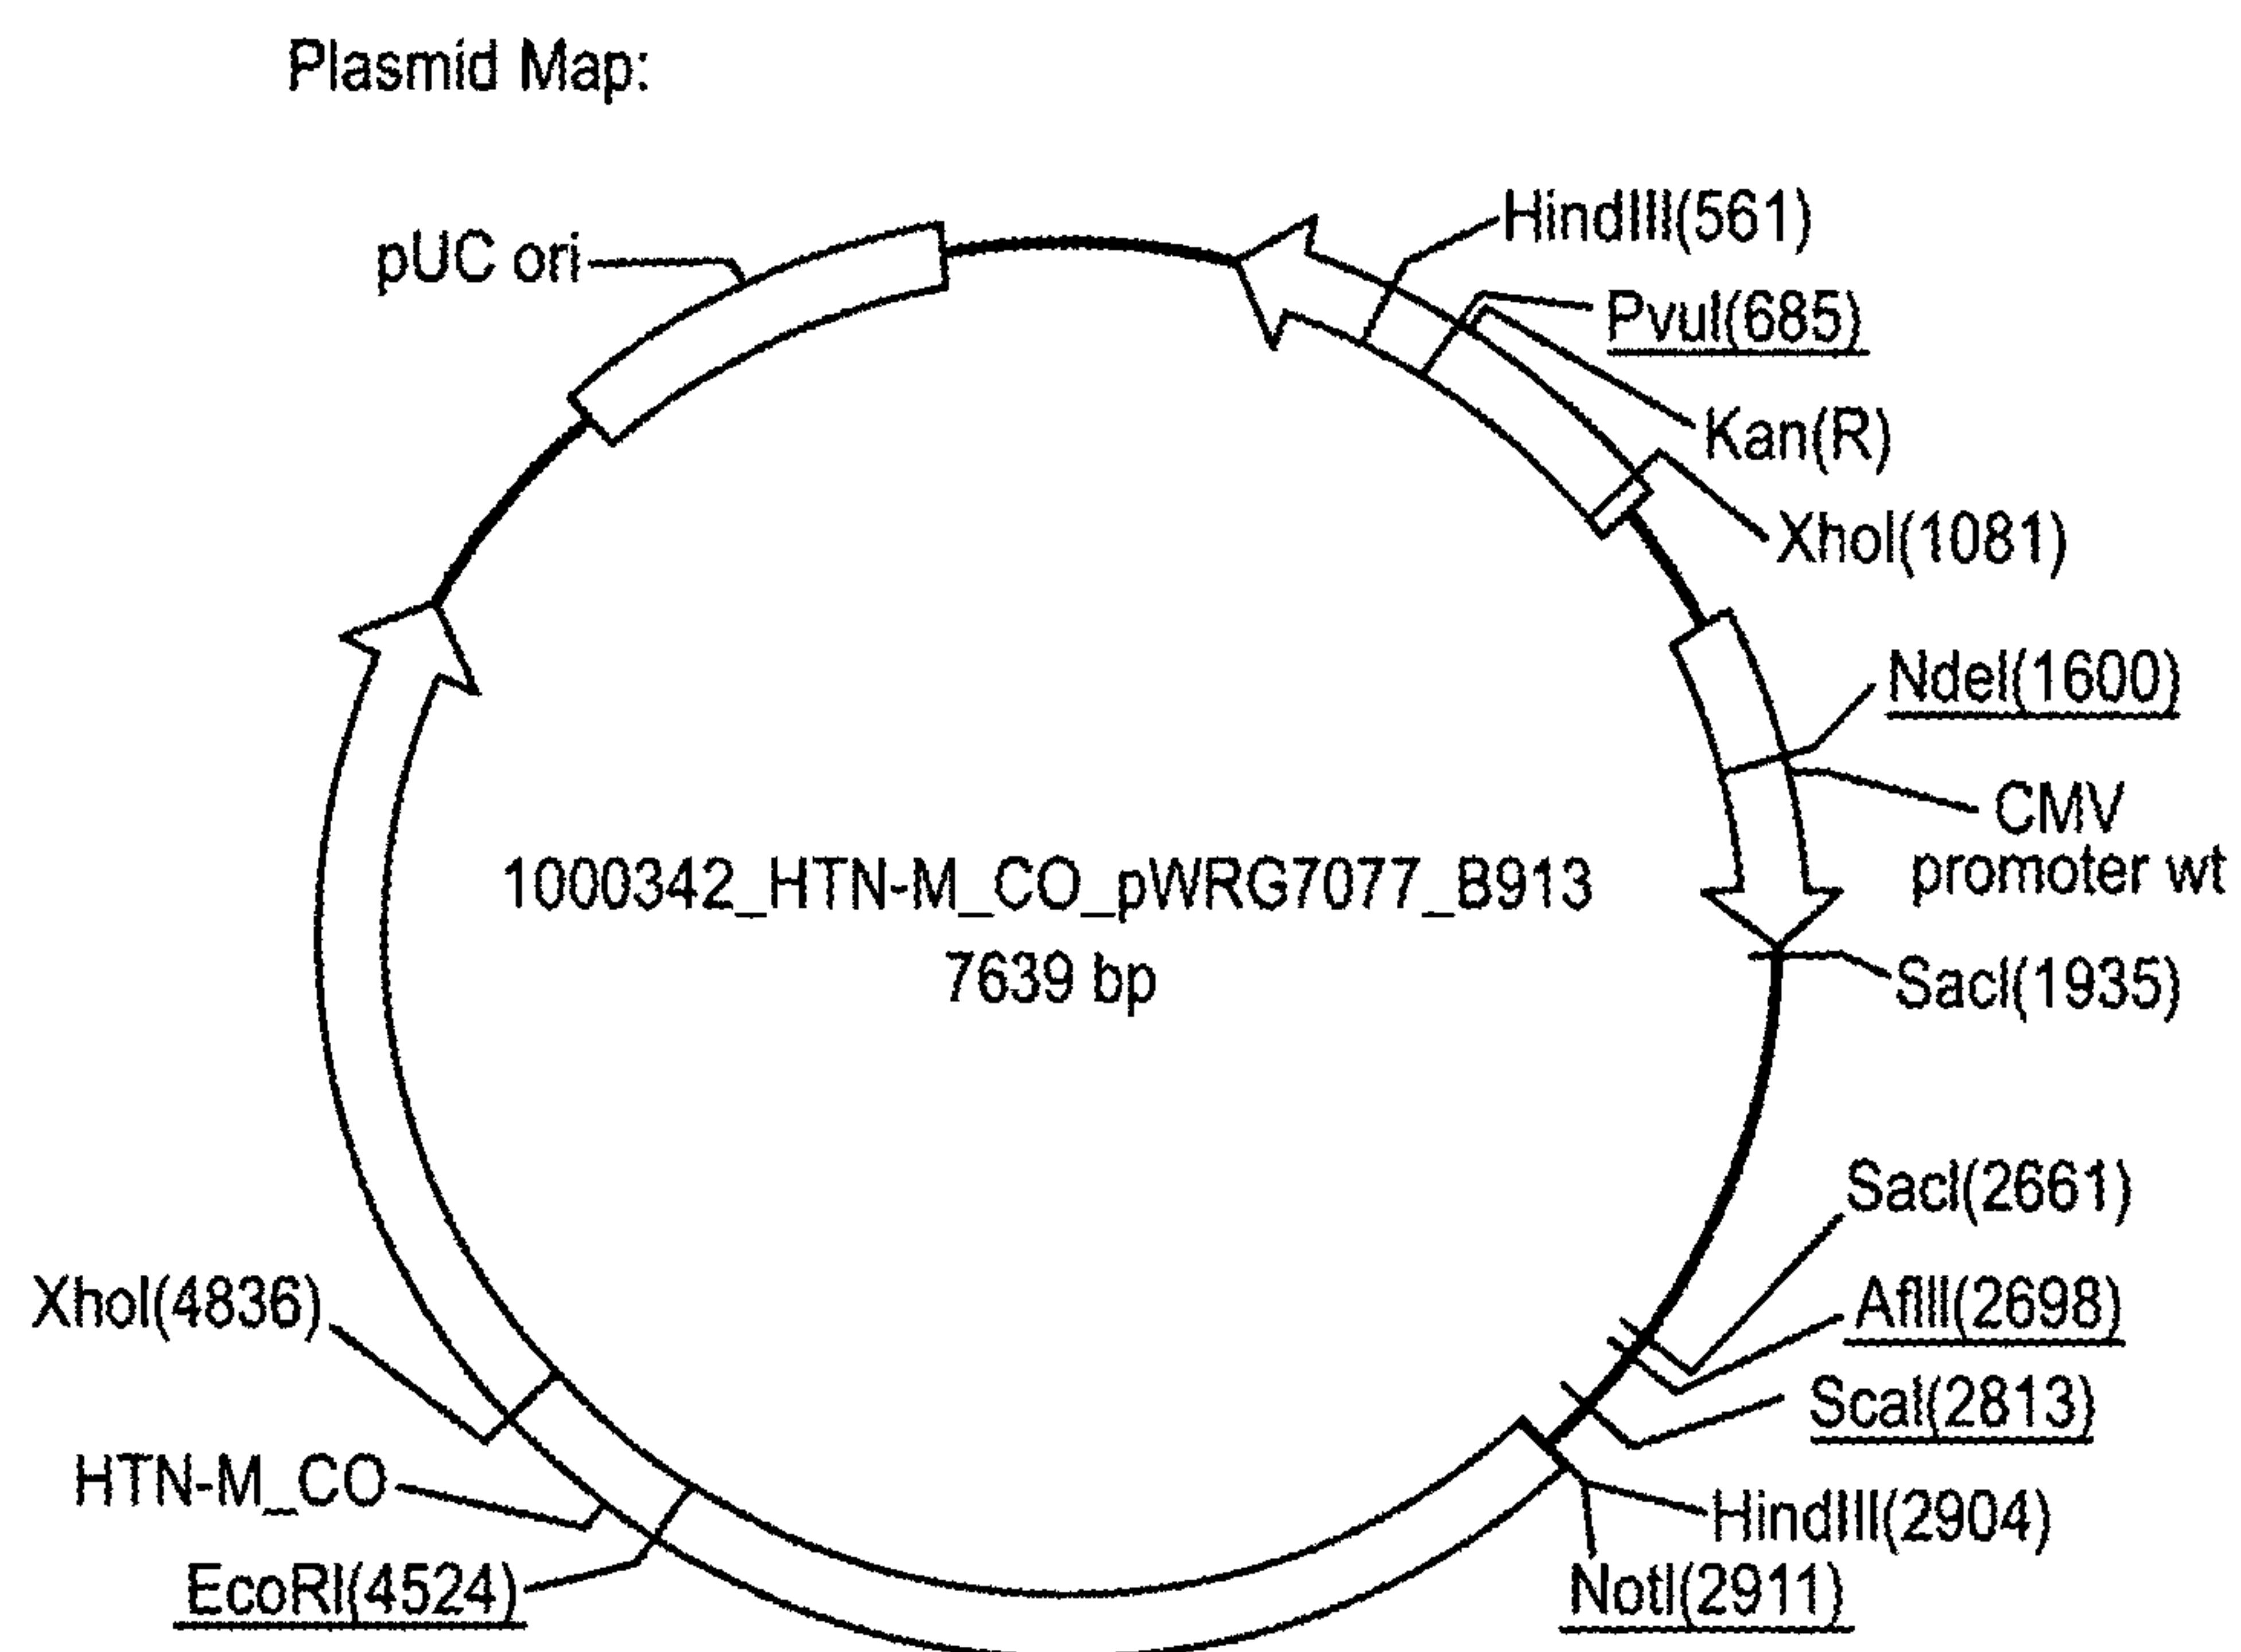 Plasmid Map:
pUC ori
HindIII(561)
PvuI(685)
Kan(R)
XhoI(1081)
NdeI(1600)
CMV
promoter wt
SacI(1935)
1000342_HTN-M_CO_pWRG7077_B913
7639 bp
SacI(2661)
AflII(2698)
ScaI(2813)
HindIII(2904)
NotI(2911)
XhoI(4836)
HTN-M_CO
EcoRI(4524)